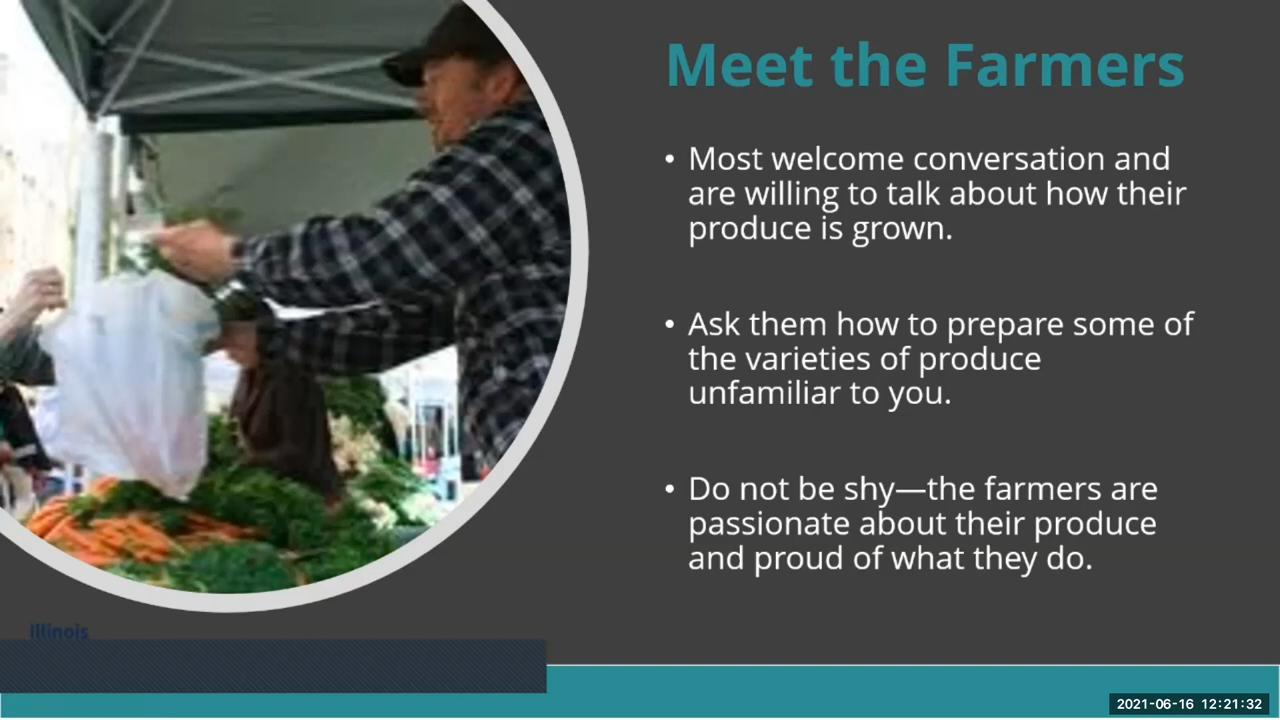 Meet the Farmers
• Most welcome conversation and
are willing to talk about how their
produce is grown.
• Ask them how to prepare some of
the varieties of produce
unfamiliar to you.
• Do not be shy—the farmers are
passionate about their produce
and proud of what they do.
Illinois
2021-06-16 12:21:32